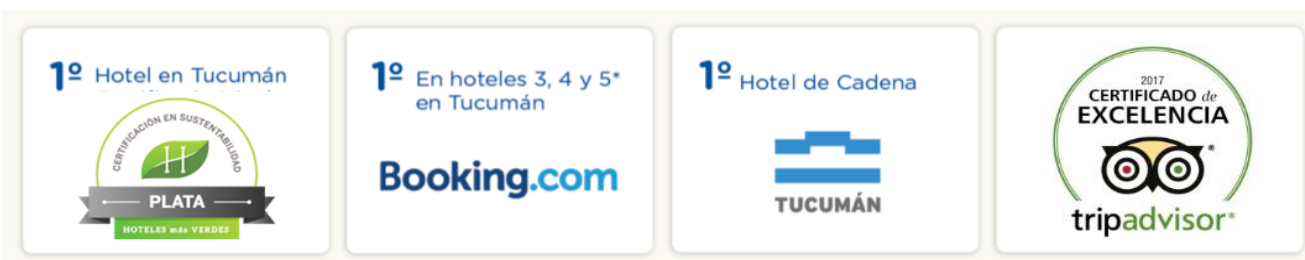 1º Hotel en Tucumán
CERTIFICACIÓN EN SUSTENTABILIDAD
H
PLATA
HOTELES más VERDES
1º En hoteles 3, 4 y 5*
en Tucumán
Booking.com
1º Hotel de Cadena
TUCUMÁN
2017
CERTIFICADO de
EXCELENCIA
tripadvisor®